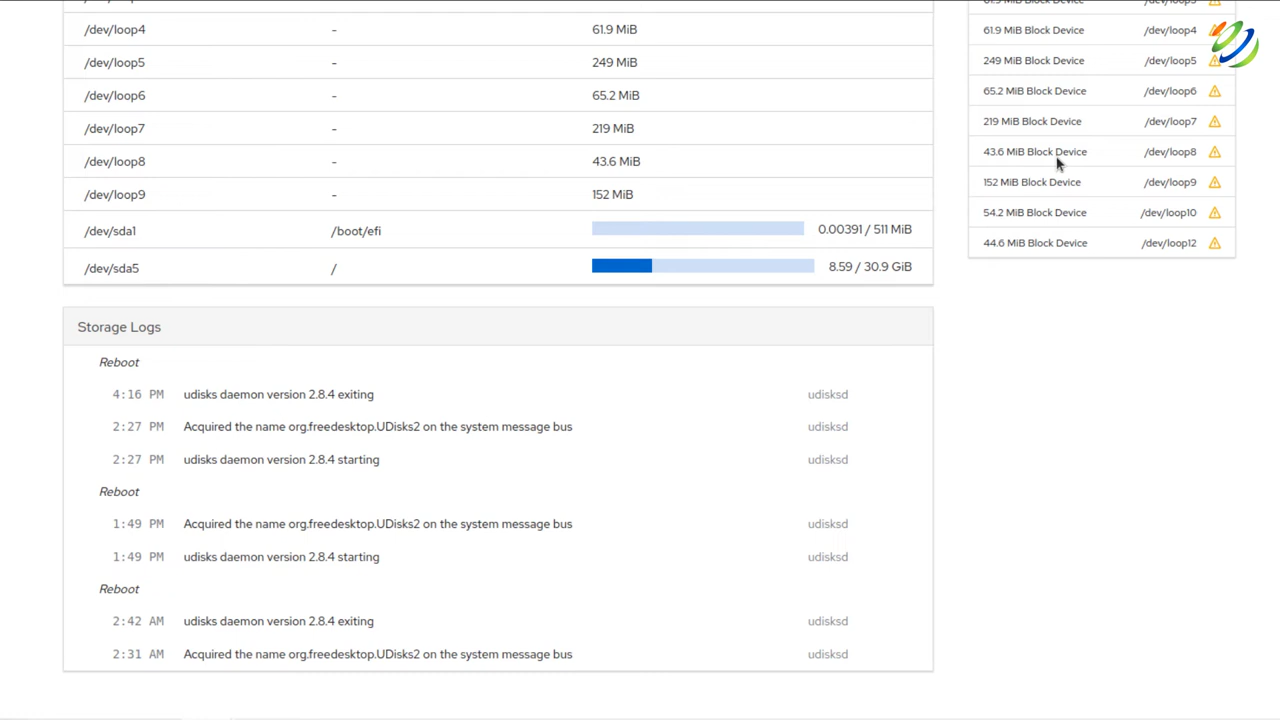 /dev/loop4 - 61.9 MiB
/dev/loop5 - 249 MiB
/dev/loop6 - 65.2 MiB
/dev/loop7 - 219 MiB
/dev/loop8 - 43.6 MiB
/dev/loop9 - 152 MiB
/dev/sda1 /boot/efi 0.00391 / 511 MiB
/dev/sda5 / 8.59 / 30.9 GiB
Storage Logs
Reboot
4:16 PM udisks daemon version 2.8.4 exiting udisksd
2:27 PM Acquired the name org.freedesktop.UDisks2 on the system message bus udisksd
2:27 PM udisks daemon version 2.8.4 starting udisksd
Reboot
1:49 PM Acquired the name org.freedesktop.UDisks2 on the system message bus udisksd
1:49 PM udisks daemon version 2.8.4 starting udisksd
Reboot
2:42 AM udisks daemon version 2.8.4 exiting udisksd
2:31 AM Acquired the name org.freedesktop.UDisks2 on the system message bus udisksd
61.9 MiB Block Device /dev/loop4
249 MiB Block Device /dev/loop5
65.2 MiB Block Device /dev/loop6
219 MiB Block Device /dev/loop7
43.6 MiB Block Device /dev/loop8
152 MiB Block Device /dev/loop9
54.2 MiB Block Device /dev/loop10
44.6 MiB Block Device /dev/loop12